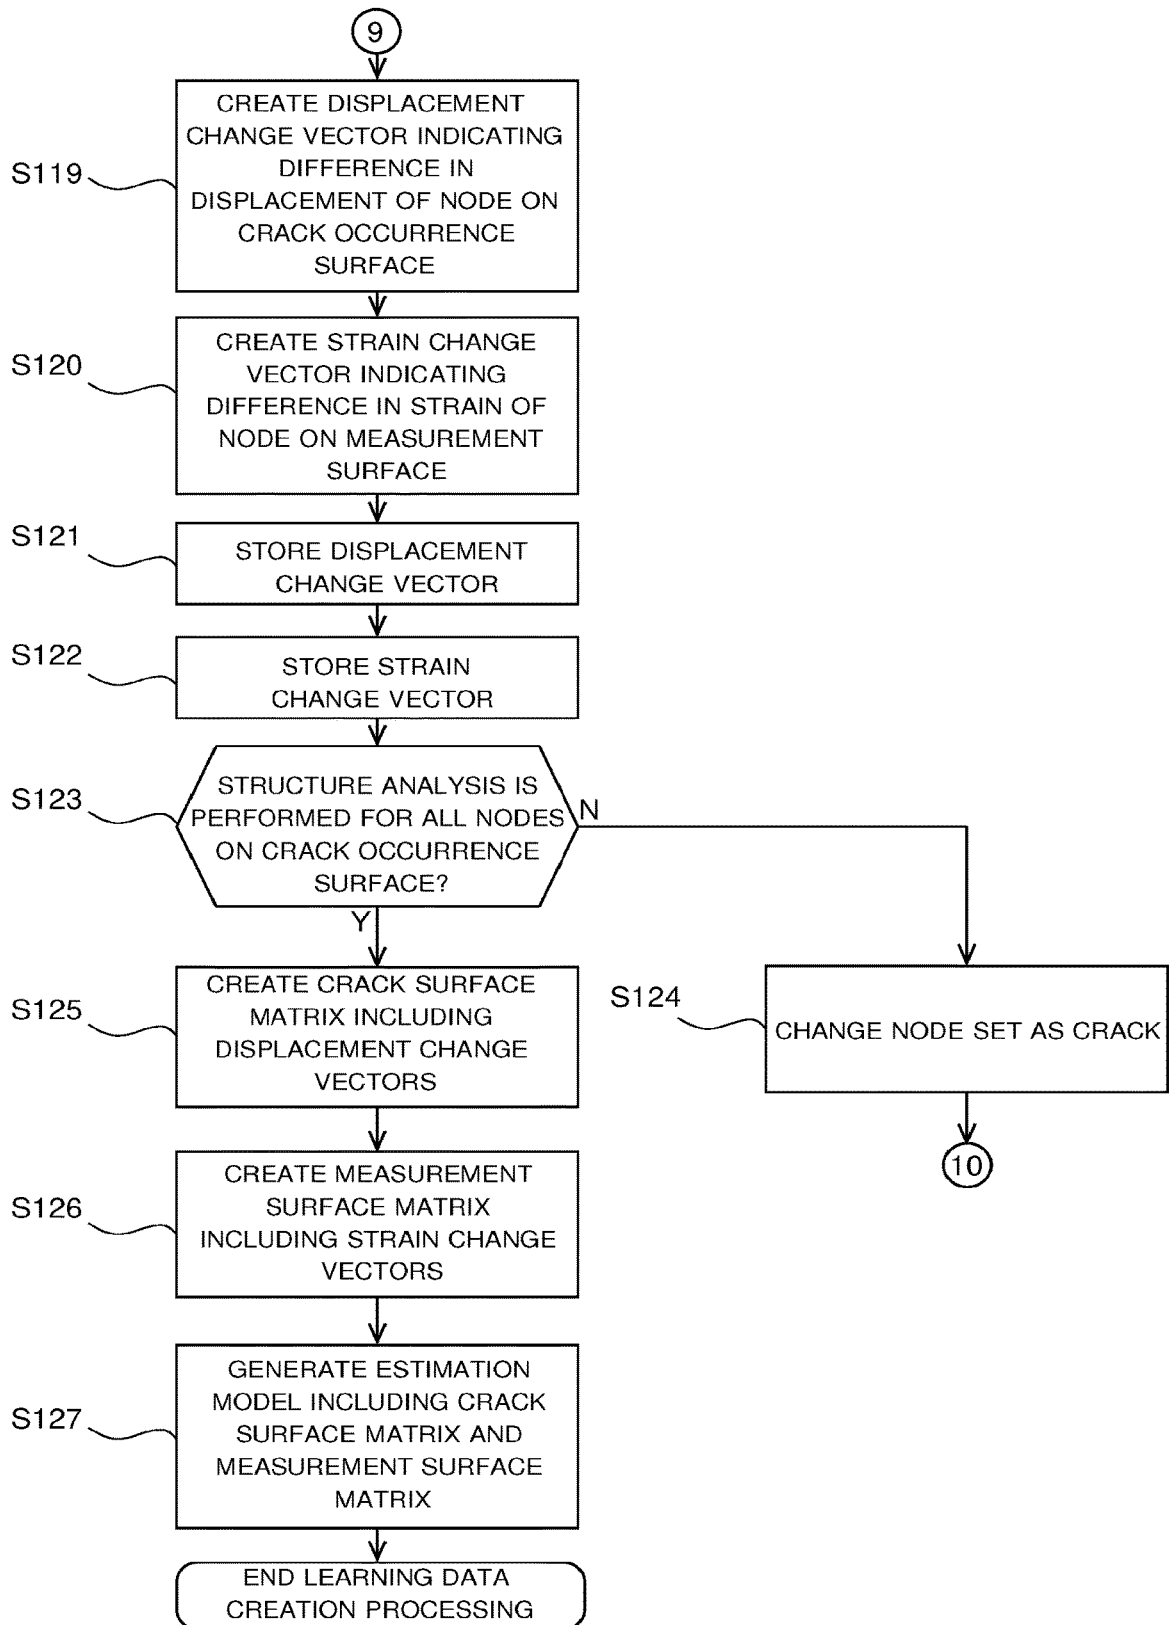 9
S119
CREATE DISPLACEMENT
CHANGE VECTOR INDICATING
DIFFERENCE IN
DISPLACEMENT OF NODE ON
CRACK OCCURRENCE
SURFACE
S120
CREATE STRAIN CHANGE
VECTOR INDICATING
DIFFERENCE IN STRAIN OF
NODE ON MEASUREMENT
SURFACE
S121
STORE DISPLACEMENT
CHANGE VECTOR
S122
STORE STRAIN
CHANGE VECTOR
S123
STRUCTURE ANALYSIS IS
PERFORMED FOR ALL NODES
ON CRACK OCCURRENCE
SURFACE?
N
Y
S125
CREATE CRACK SURFACE
MATRIX INCLUDING
DISPLACEMENT CHANGE
VECTORS
S124
CHANGE NODE SET AS CRACK
10
S126
CREATE MEASUREMENT
SURFACE MATRIX
INCLUDING STRAIN CHANGE
VECTORS
S127
GENERATE ESTIMATION
MODEL INCLUDING CRACK
SURFACE MATRIX AND
MEASUREMENT SURFACE
MATRIX
END LEARNING DATA
CREATION PROCESSING